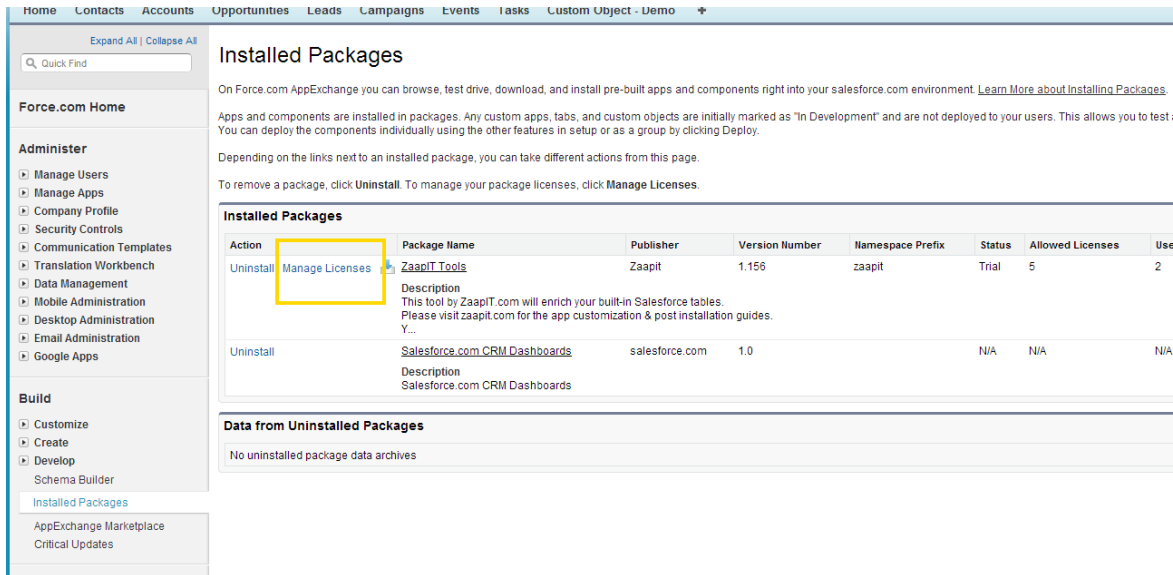 Home Contacts Accounts Opportunities Leads Campaigns Events Tasks Custom Object - Demo +
Expand All | Collapse All
Quick Find
Force.com Home
Administer
Manage Users
Manage Apps
Company Profile
Security Controls
Communication Templates
Translation Workbench
Data Management
Mobile Administration
Desktop Administration
Email Administration
Google Apps
Build
Customize
Create
Develop
Schema Builder
Installed Packages
AppExchange Marketplace
Critical Updates
Installed Packages
On Force.com AppExchange you can browse, test drive, download, and install pre-built apps and components right into your salesforce.com environment. Learn More about Installing Packages.
Apps and components are installed in packages. Any custom apps, tabs, and custom objects are initially marked as "In Development" and are not deployed to your users. This allows you to test
You can deploy the components individually using the other features in setup or as a group by clicking Deploy.
Depending on the links next to an installed package, you can take different actions from this page.
To remove a package, click Uninstall. To manage your package licenses, click Manage Licenses.
Installed Packages
Action Package Name Publisher Version Number Namespace Prefix Status Allowed Licenses Use
Uninstall Manage Licenses ZaapIT Tools Zaapit 1.156 zaapit Trial 5 2
Description
This tool by ZaapIT.com will enrich your built-in Salesforce tables.
Please visit zaapit.com for the app customization & post installation guides.
Y...
Uninstall Salesforce.com CRM Dashboards salesforce.com 1.0 N/A N/A N/A
Description
Salesforce.com CRM Dashboards
Data from Uninstalled Packages
No uninstalled package data archives